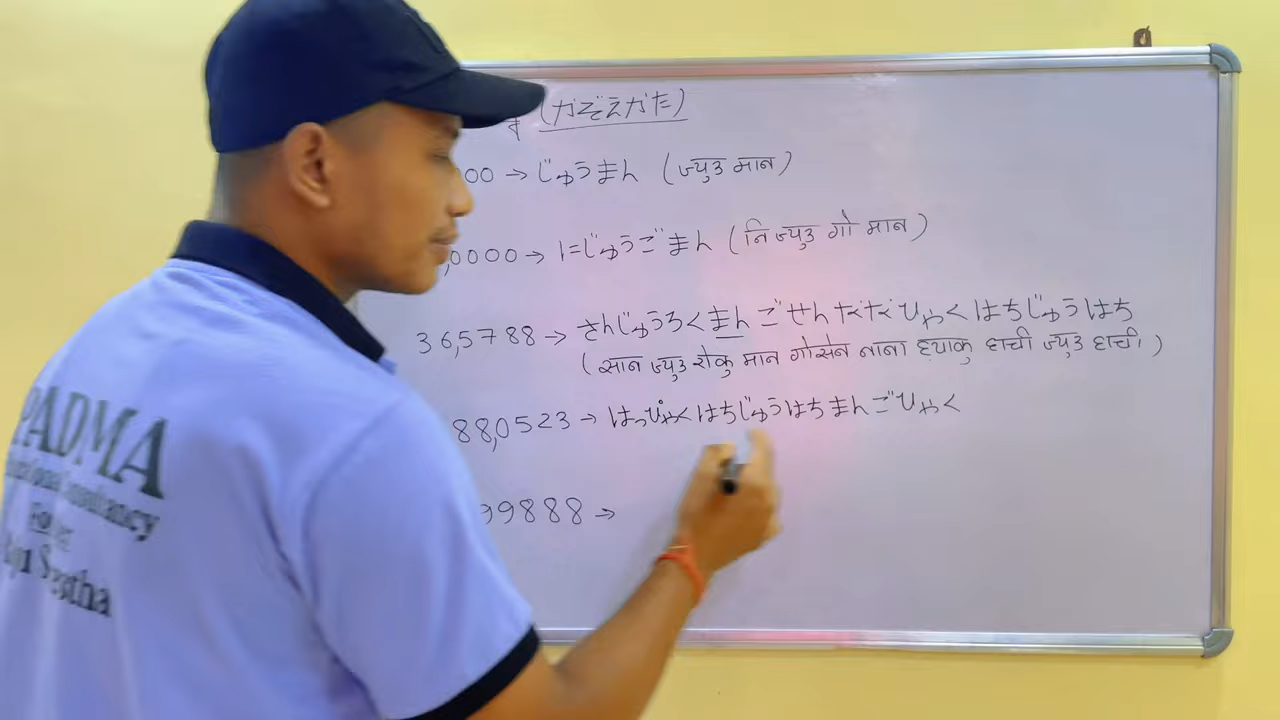 (かぞえかた)
00 → じゅうまん (ज्युउ मान)
,0000 → にじゅうごまん (नि ज्युउ गो मान)
36,5788 → さんじゅうろくまんごせんななひゃくはちじゅうはち
(सान ज्युउ रोकु मान गोसेन नाना ह्याकु हाची ज्युउ हाची)
88,0523 → はっぴゃくはちじゅうはちまんごひゃく
99888 →
PADMA